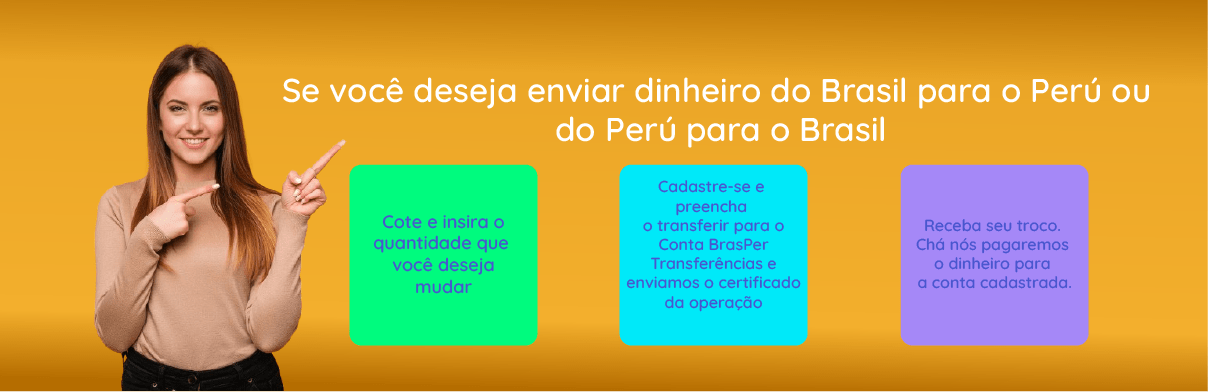 Se você deseja enviar dinheiro do Brasil para o Perú ou
do Perú para o Brasil
Cote e insira o
quantidade que
você deseja
mudar
Cadastre-se e
preencha
o transferir para o
Conta BrasPer
Transferências e
enviamos o certificado
da operação
Receba seu troco.
Chá nós pagaremos
o dinheiro para
a conta cadastrada.